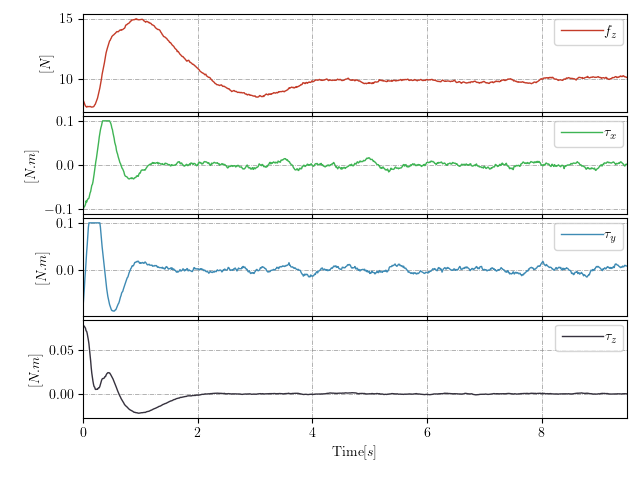 15
10
[N]
f_z
0.1
0.0
−0.1
[N.m]
τ_x
0.1
0.0
[N.m]
τ_y
0.05
0.00
[N.m]
τ_z
0 2 4 6 8
Time[s]